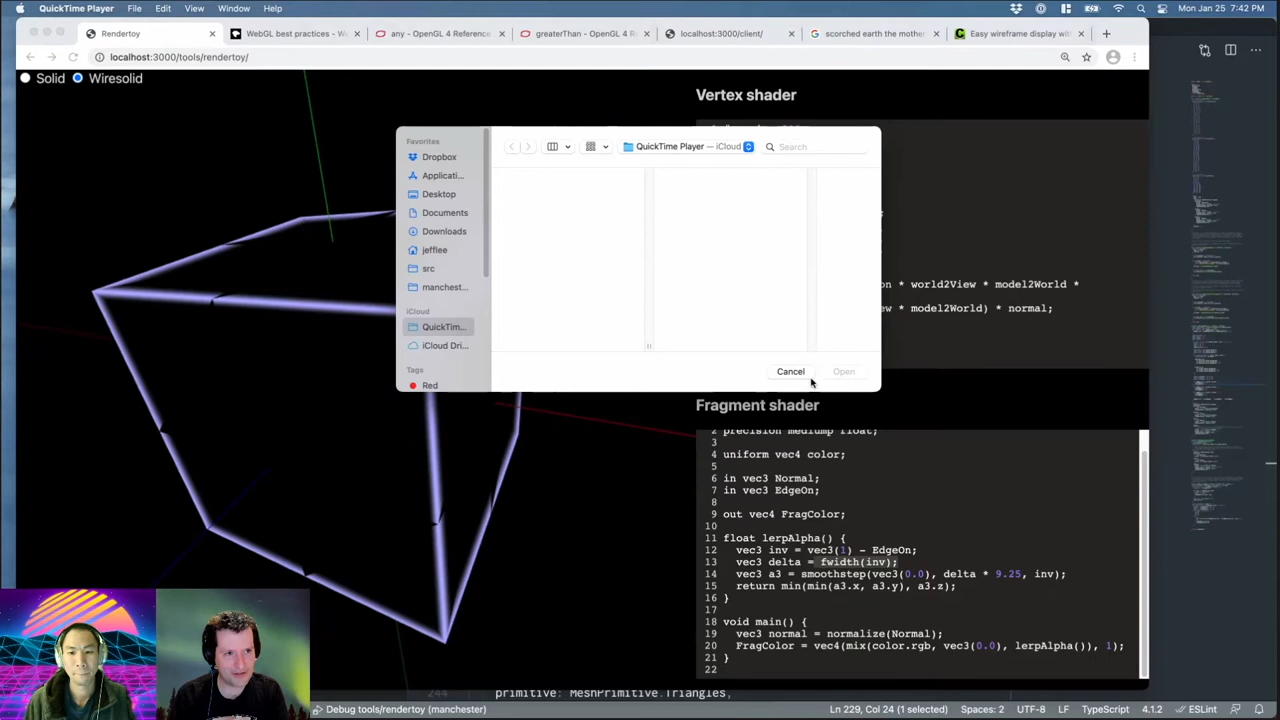 QuickTime Player File Edit View Window Help Mon Jan 25 7:42 PM
Rendertoy
WebGL best practices - W
any - OpenGL 4 Reference
greaterThan - OpenGL 4 R
localhost:3000/client/
scorched earth the mother
Easy wireframe display with
localhost:3000/tools/rendertoy/
Solid Wiresolid
Vertex shader
Favorites
Dropbox
Applicati...
Desktop
Documents
Downloads
jefflee
src
manchest...
iCloud
QuickTim...
iCloud Dri...
Tags
Red
QuickTime Player — iCloud
Search
Cancel Open
n * world2View * model2World *
w * modelWorld) * normal;
Fragment shader
2 precision mediump float;
3
4 uniform vec4 color;
5
6 in vec3 Normal;
7 in vec3 EdgeOn;
8
9 out vec4 FragColor;
10
11 float lerpAlpha() {
12 vec3 inv = vec3(1) - EdgeOn;
13 vec3 delta = fwidth(inv);
14 vec3 a3 = smoothstep(vec3(0.0), delta * 9.25, inv);
15 return min(min(a3.x, a3.y), a3.z);
16 }
17
18 void main() {
19 vec3 normal = normalize(Normal);
20 FragColor = vec4(mix(color.rgb, vec3(0.0), lerpAlpha()), 1);
21 }
22
244 primitive: MeshPrimitive.Triangles,
Debug tools/rendertoy (manchester)
Ln 229, Col 24 (1 selected) Spaces: 2 UTF-8 LF TypeScript 4.1.2 ESLint